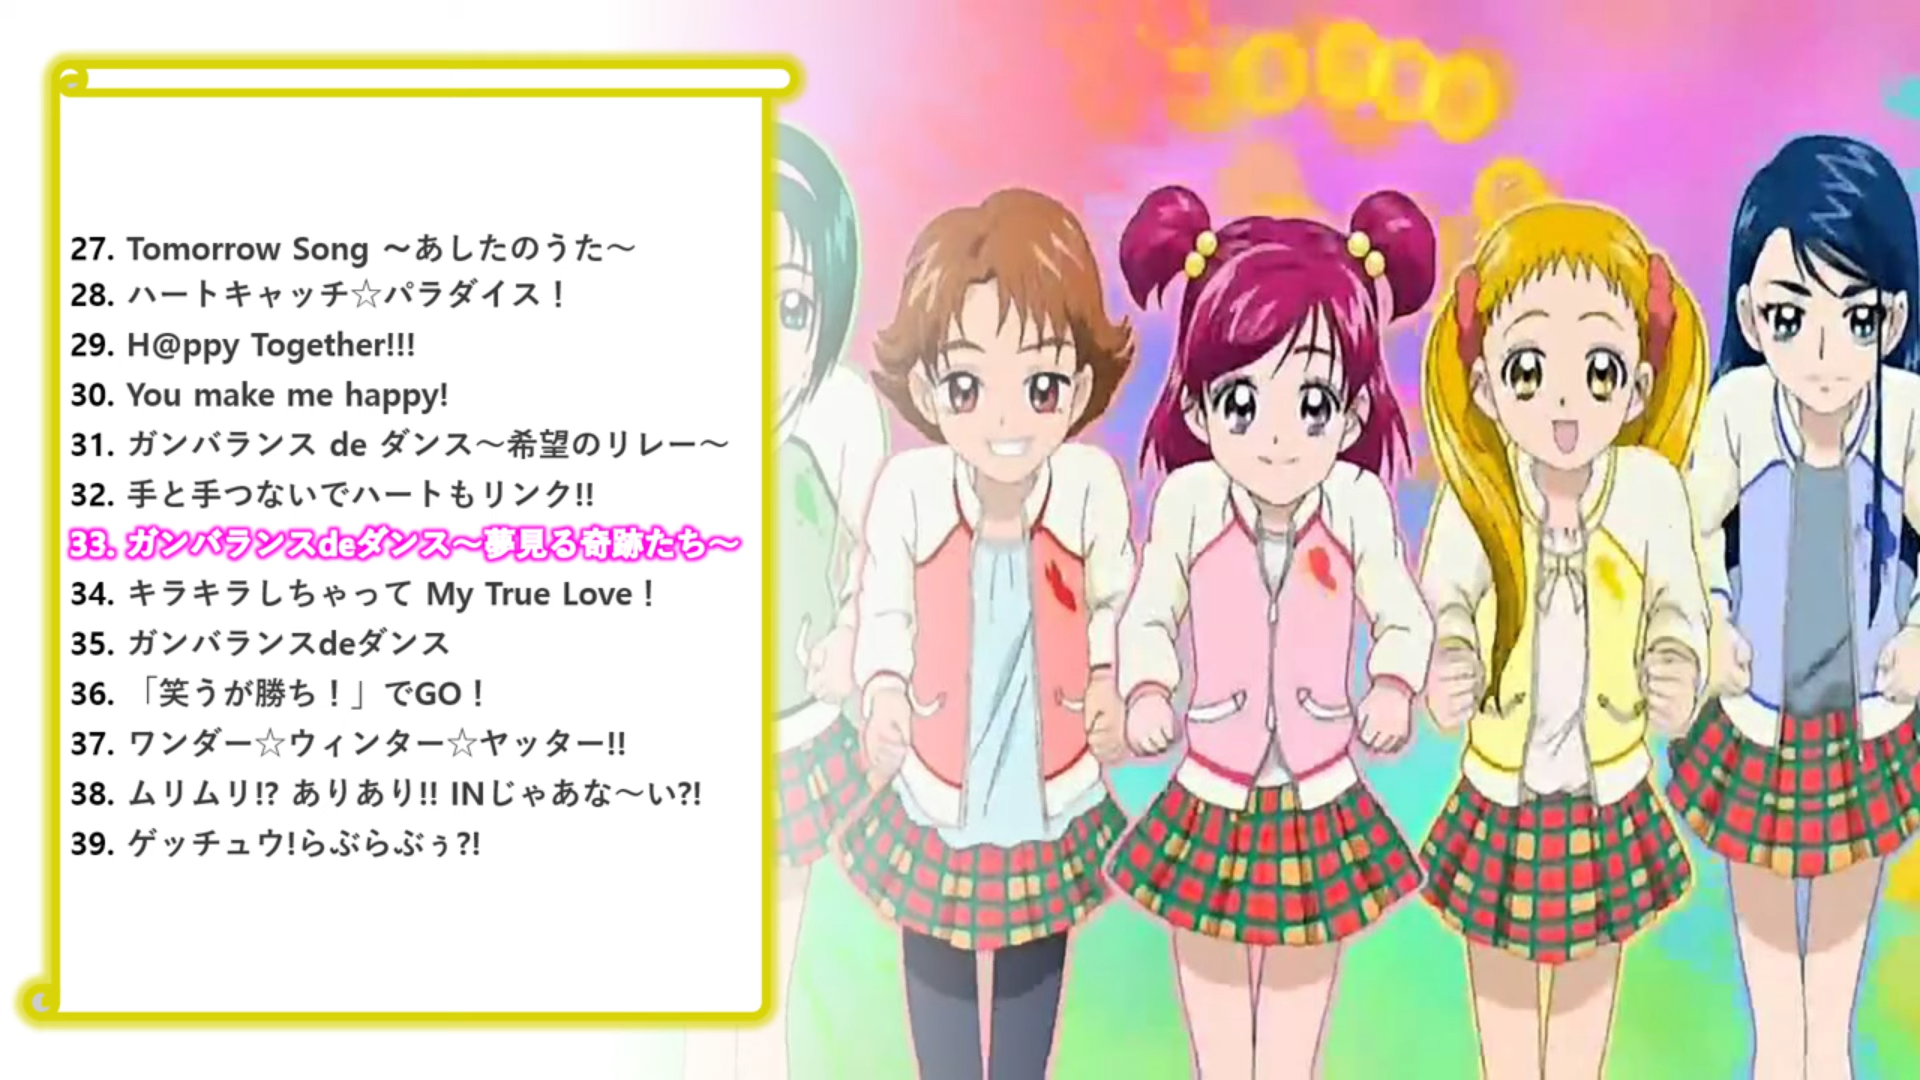 27. Tomorrow Song ～あしたのうた～
28. ハートキャッチ☆パラダイス！
29. H@ppy Together!!!
30. You make me happy!
31. ガンバランス de ダンス～希望のリレー～
32. 手と手つないでハートもリンク!!
33. ガンバランスdeダンス～夢見る奇跡たち～
34. キラキラしちゃって My True Love！
35. ガンバランスdeダンス
36. 「笑うが勝ち！」でGO！
37. ワンダー☆ウィンター☆ヤッター!!
38. ムリムリ!? ありあり!! INじゃあな～い?!
39. ゲッチュウ!らぶらぶぅ?!